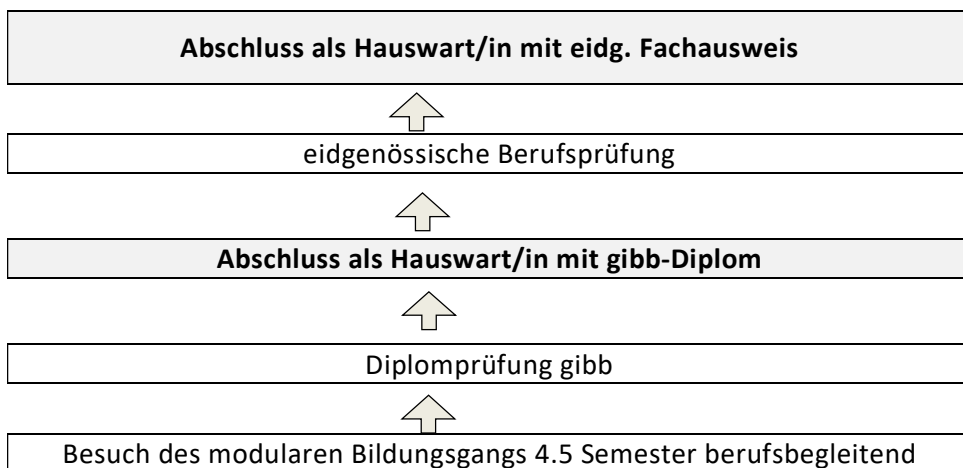 Abschluss als Hauswart/in mit eidg. Fachausweis
eidgenössische Berufsprüfung
Abschluss als Hauswart/in mit gibb-Diplom
Diplomprüfung gibb
Besuch des modularen Bildungsgangs 4.5 Semester berufsbegleitend